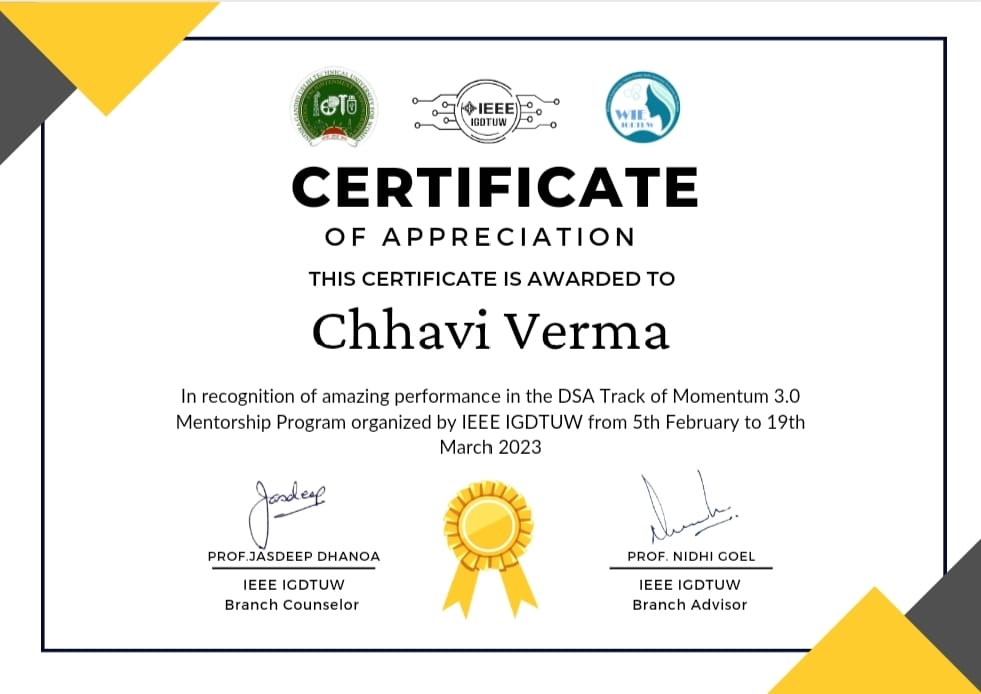 IEEE
IGDTUW
WIE
IGDTUW
CERTIFICATE
OF APPRECIATION
THIS CERTIFICATE IS AWARDED TO
Chhavi Verma
In recognition of amazing performance in the DSA Track of Momentum 3.0
Mentorship Program organized by IEEE IGDTUW from 5th February to 19th
March 2023
Jasdeep
PROF.JASDEEP DHANOA
PROF. NIDHI GOEL
IEEE IGDTUW
IEEE IGDTUW
Branch Counselor
Branch Advisor